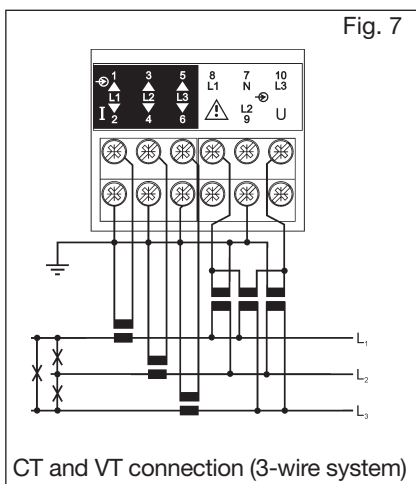 Fig. 7
1 3 5 8 7 10
L1 N L3
L1 L2 L3
I 2 4 6 L2 9 U
L1
L2
L3
CT and VT connection (3-wire system)